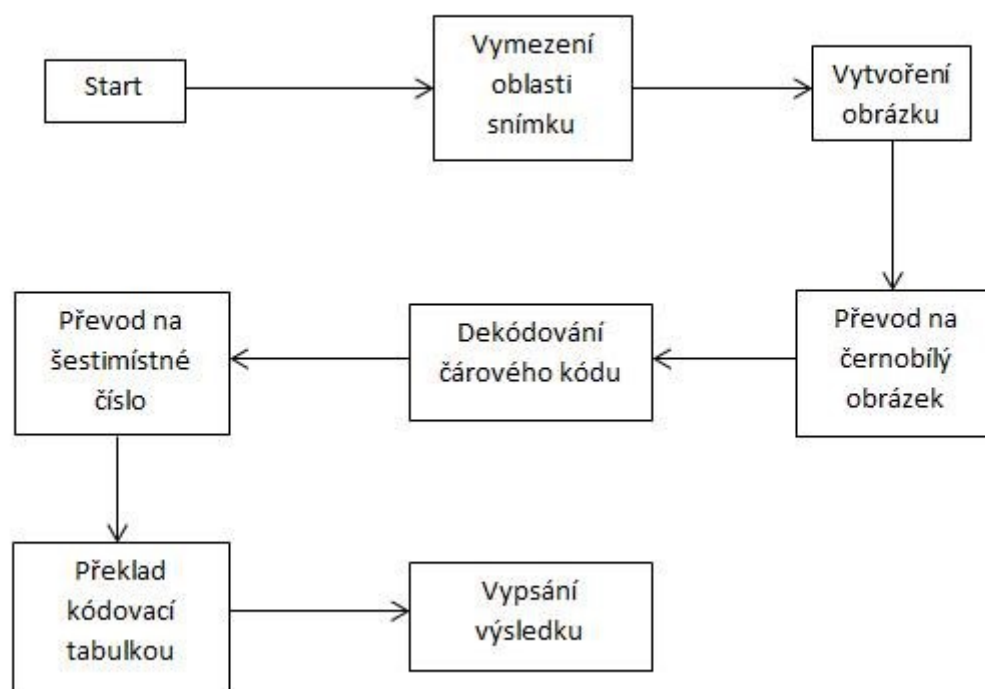 Start
Vymezení
oblasti
snímku
Vytvoření
obrázku
Převod na
černobílý
obrázek
Dekódování
čárového kódu
Převod na
šestimístné
číslo
Překlad
kódovací
tabulkou
Vypsání
výsledku